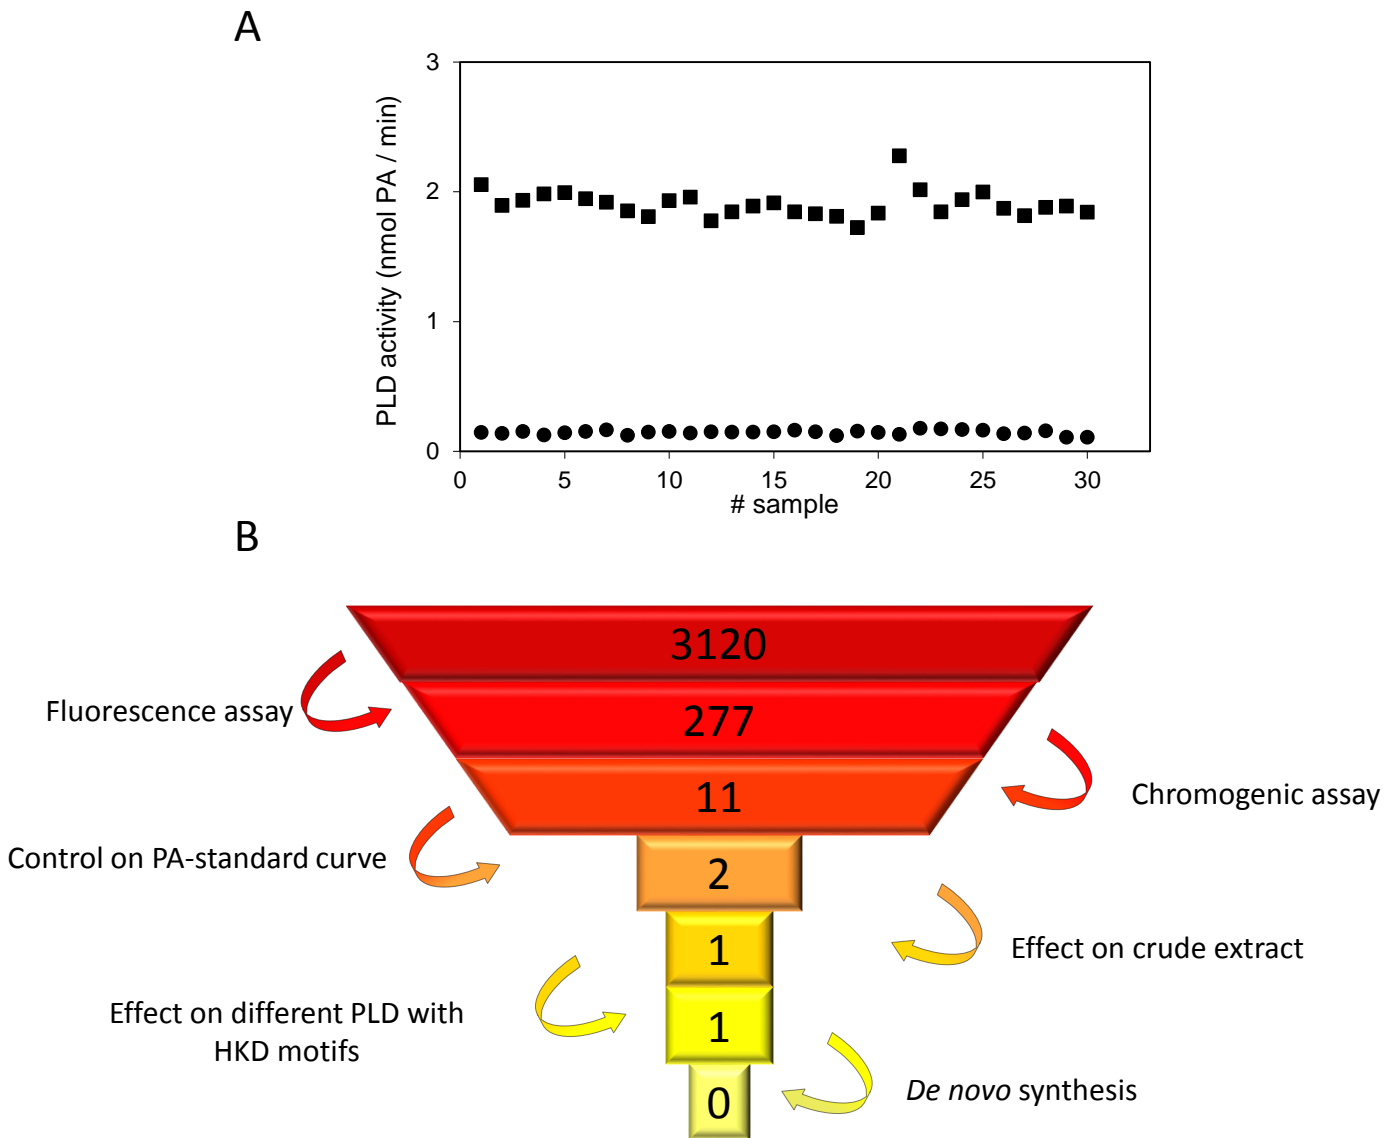 A
PLD activity (nmol PA / min)
3
2
1
0
0 5 10 15 20 25 30
# sample
B
3120
Fluorescence assay
277
11
Chromogenic assay
Control on PA-standard curve
2
1
Effect on crude extract
Effect on different PLD with
HKD motifs
1
De novo synthesis
0